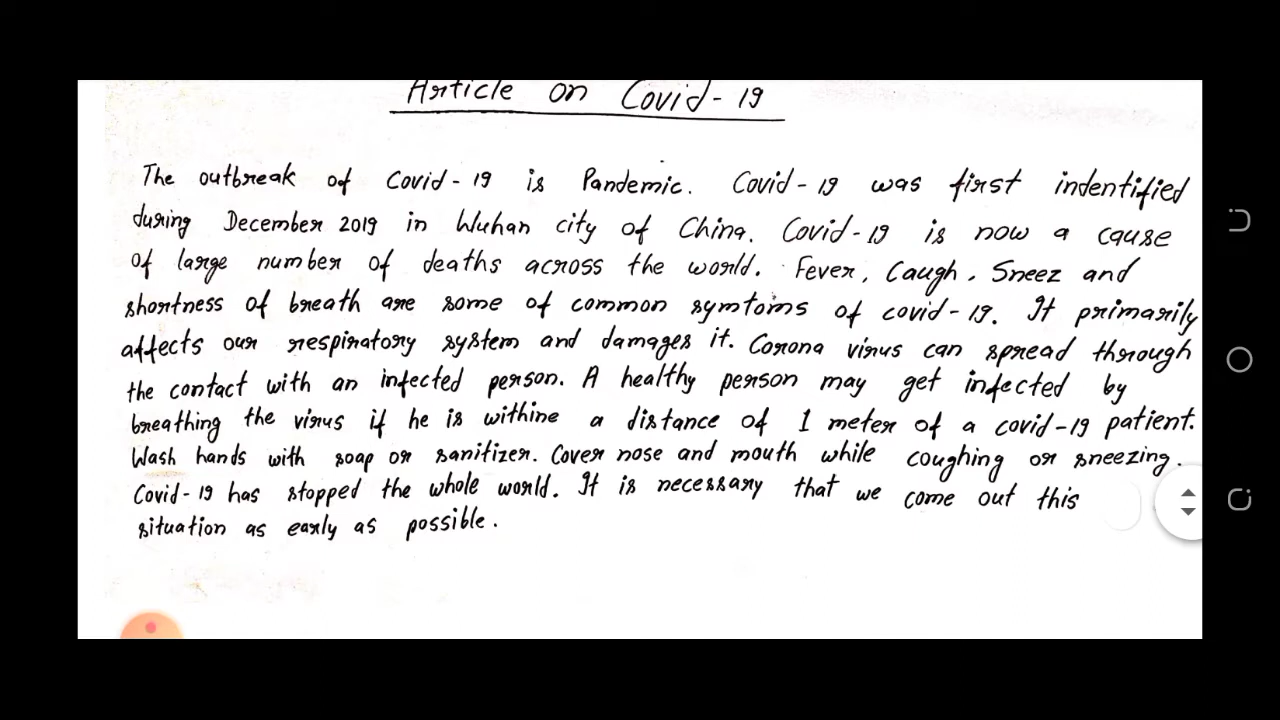 Article on Covid-19
The outbreak of Covid-19 is Pandemic. Covid-19 was first indentified
during December 2019 in Wuhan city of China. Covid-19 is now a cause
of large number of deaths across the world. Fever, Caugh, Sneez and
shortness of breath are some of common symtoms of covid-19. It primarily
affects our respiratory system and damages it. Corona virus can spread through
the contact with an infected person. A healthy person may get infected by
breathing the virus if he is withine a distance of 1 meter of a covid-19 patient.
Wash hands with soap or sanitizer. Cover nose and mouth while coughing or sneezing.
Covid-19 has stopped the whole world. It is necessary that we come out this
situation as early as possible.